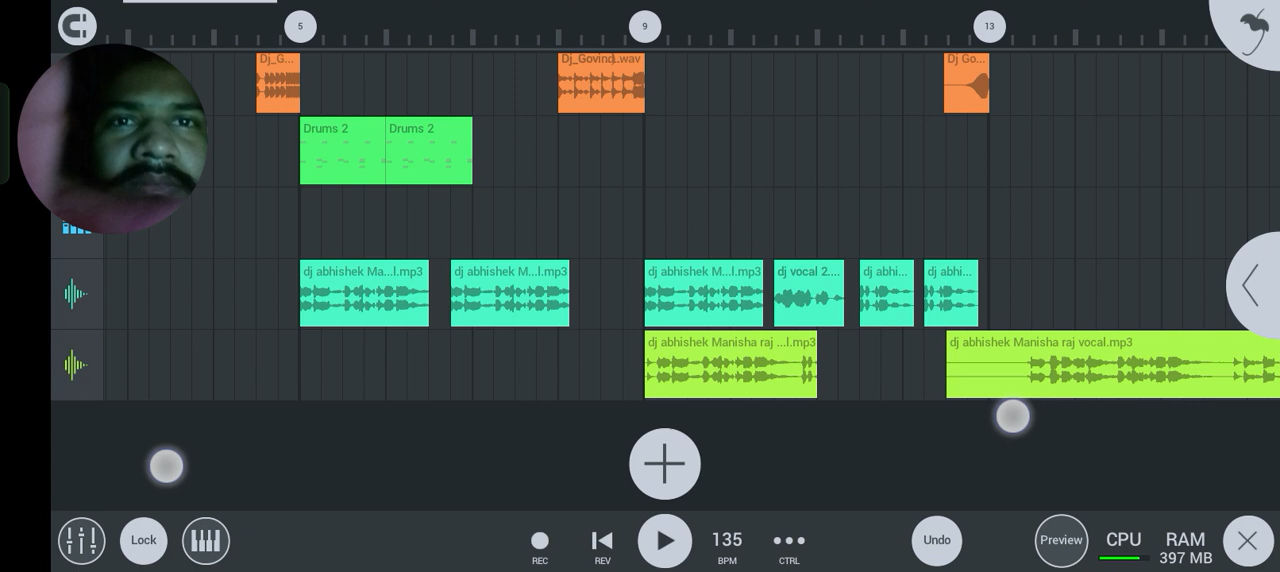 5
9
13
Dj_G...
Dj_Govind.wav
Dj Go...
Drums 2
Drums 2
dj abhishek Ma...l.mp3
dj abhishek M...l.mp3
dj abhishek M...l.mp3
dj vocal 2....
dj abhi...
dj abhi...
dj abhishek Manisha raj ...l.mp3
dj abhishek Manisha raj vocal.mp3
Lock
REC
REV
135
BPM
CTRL
Undo
Preview
CPU
RAM
397 MB